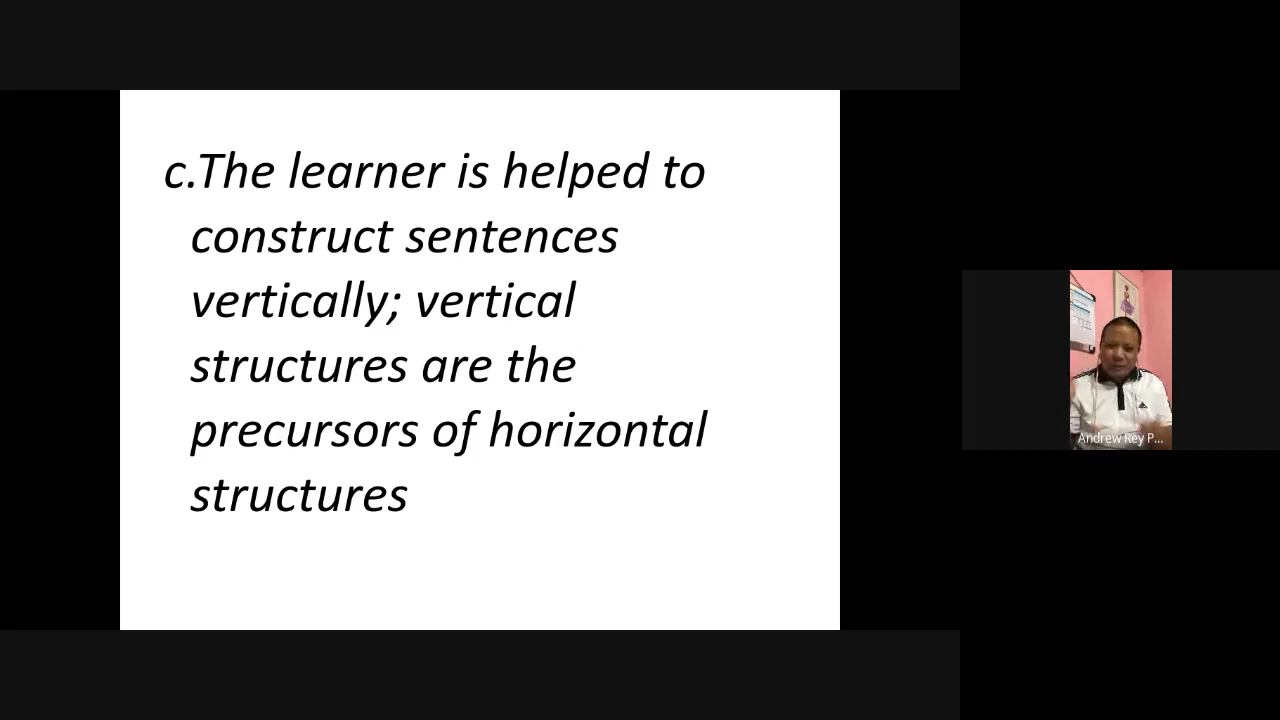 c.The learner is helped to
construct sentences
vertically; vertical
structures are the
precursors of horizontal
structures
Andrew Rey P...